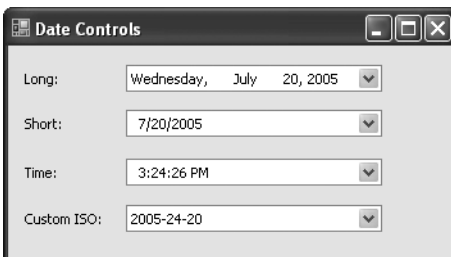 Date Controls
Long: Wednesday, July 20, 2005
Short: 7/20/2005
Time: 3:24:26 PM
Custom ISO: 2005-24-20